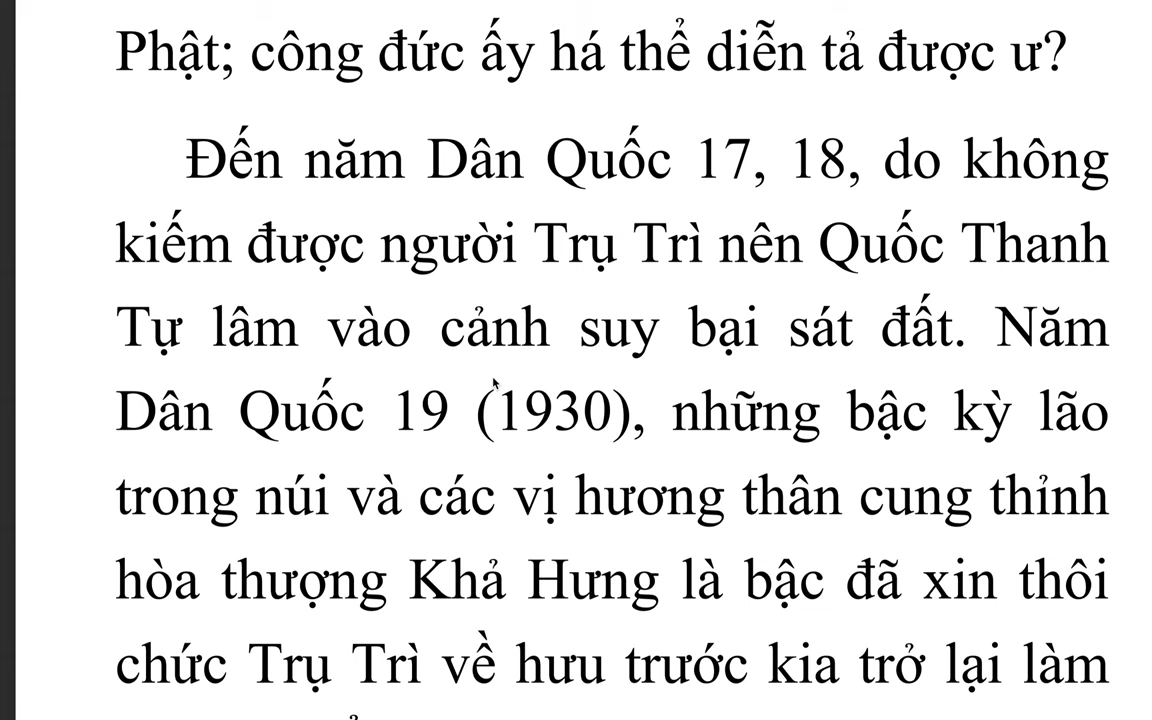 Phật; công đức ấy há thể diễn tả được ư?
Đến năm Dân Quốc 17, 18, do không
kiếm được người Trụ Trì nên Quốc Thanh
Tự lâm vào cảnh suy bại sát đất. Năm
Dân Quốc 19 (1930), những bậc kỳ lão
trong núi và các vị hương thân cung thỉnh
hòa thượng Khả Hưng là bậc đã xin thôi
chức Trụ Trì về hưu trước kia trở lại làm